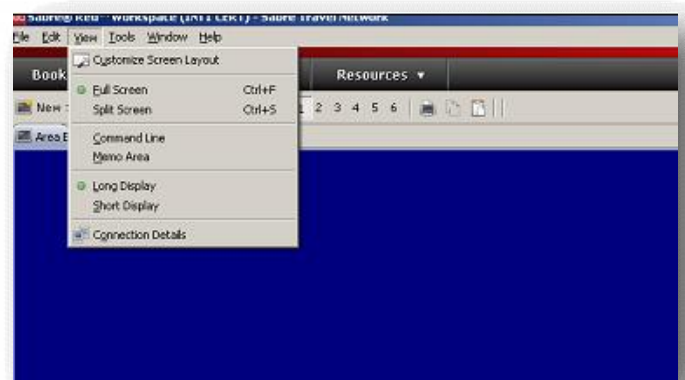 Sabre® Red™ Workspace (INT1 CERT) - Sabre Travel Network
File Edit View Tools Window Help
Book
Resources ▾
Customize Screen Layout
Full Screen Ctrl+F
Split Screen Ctrl+S
Command Line
Memo Area
Long Display
Short Display
Connection Details
New
1 2 3 4 5 6
Area